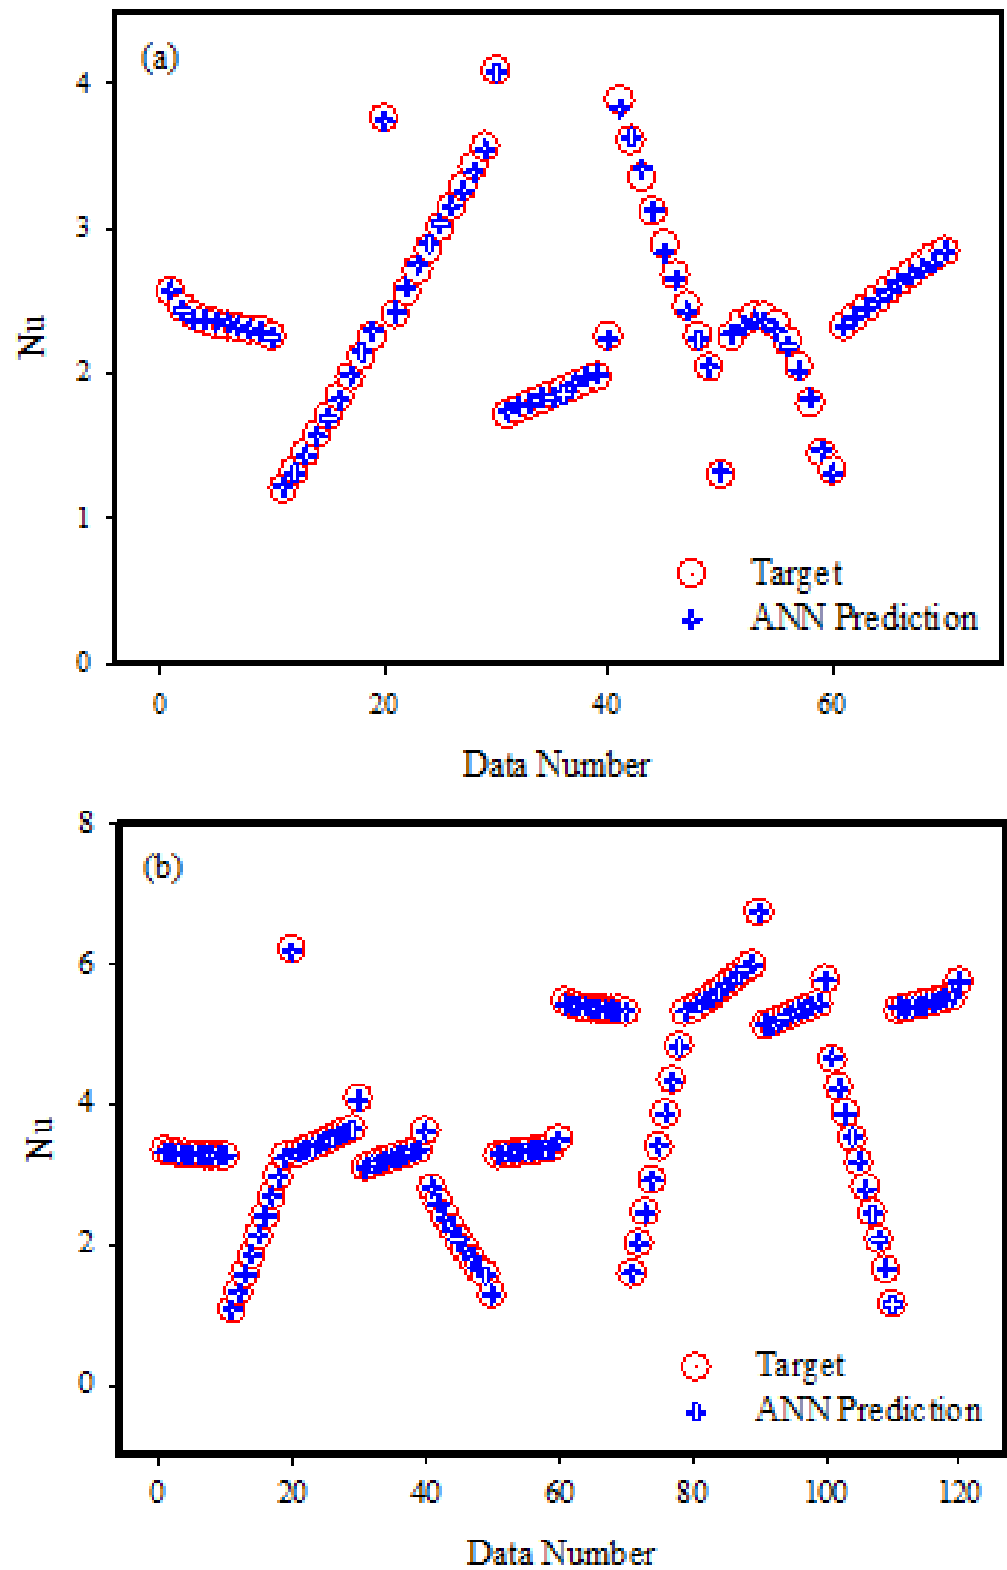 (a)
4
3
2
1
0
Nu
Target
ANN Prediction
0 20 40 60
Data Number
(b)
8
6
4
2
0
Nu
Target
ANN Prediction
0 20 40 60 80 100 120
Data Number